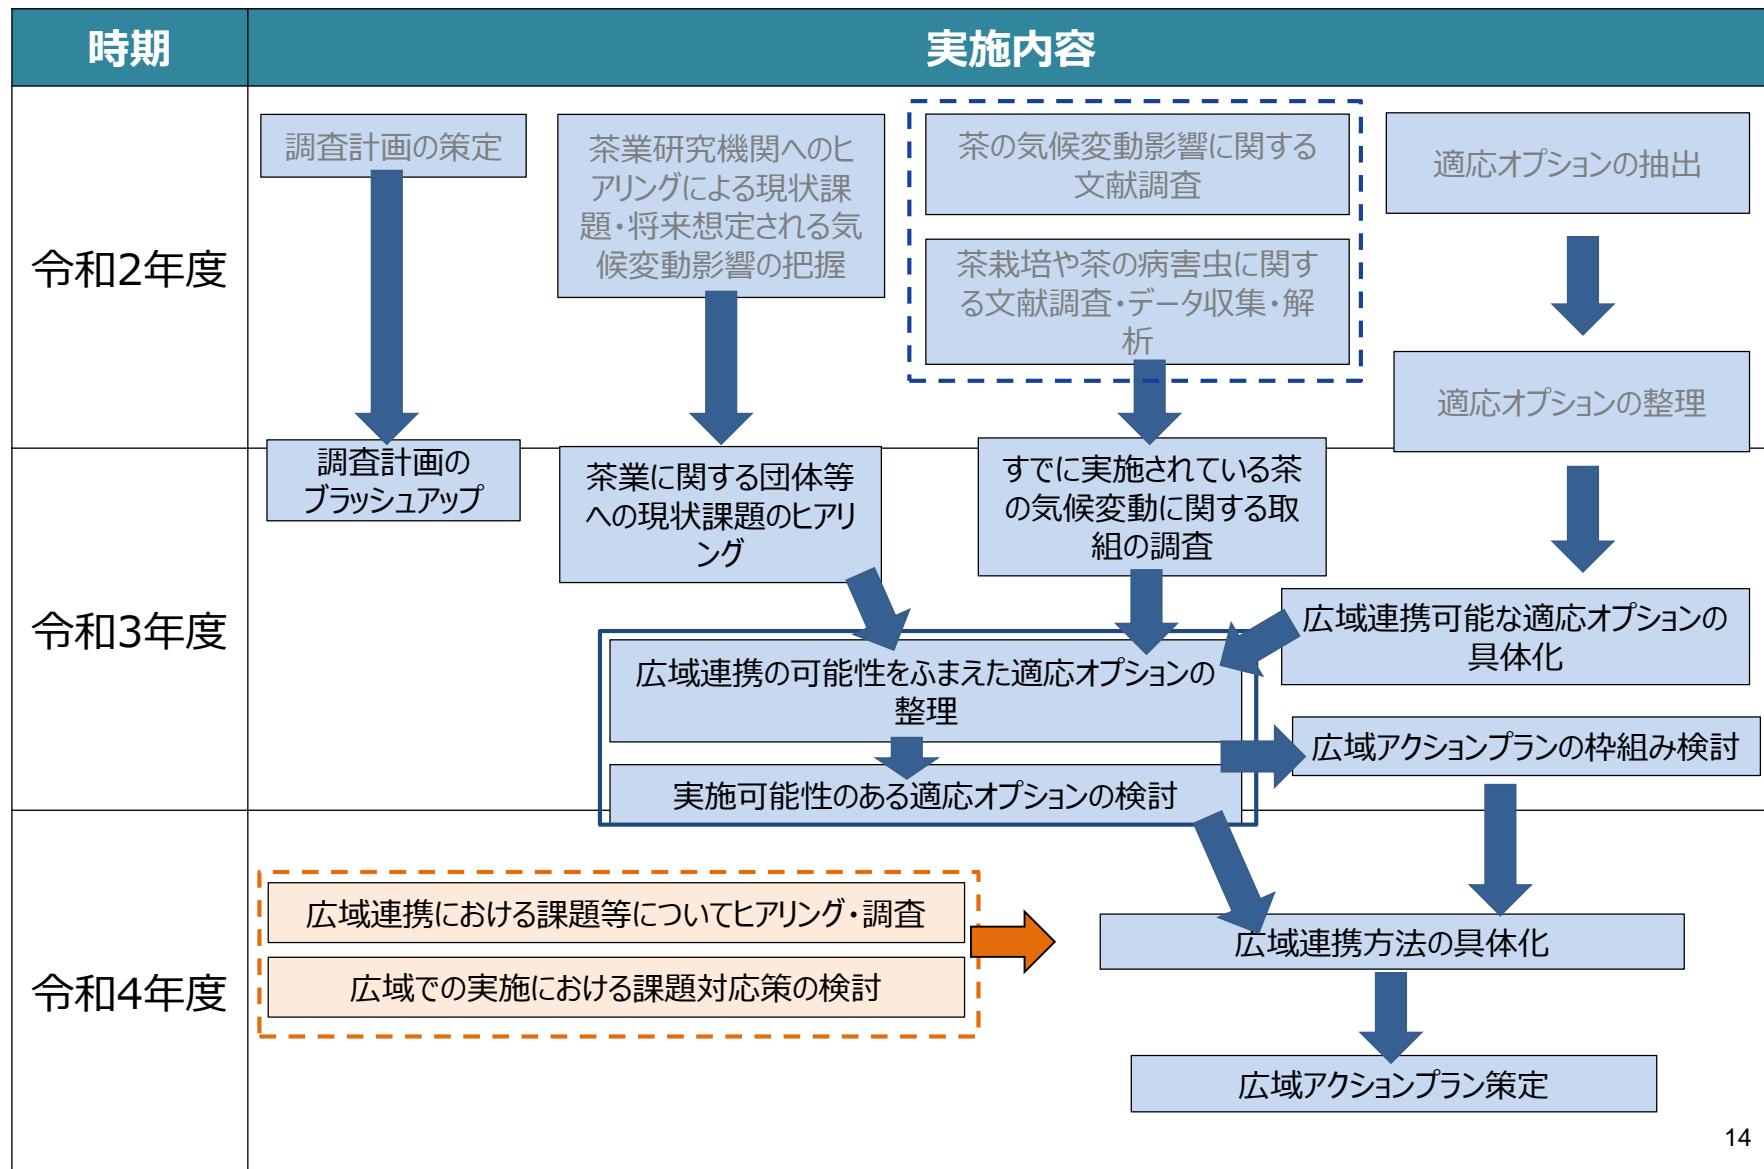 時期
実施内容
令和2年度
調査計画の策定
茶業研究機関へのヒ
アリングによる現状課
題・将来想定される気
候変動影響の把握
茶の気候変動影響に関する
文献調査
茶栽培や茶の病害虫に関す
る文献調査・データ収集・解
析
適応オプションの抽出
適応オプションの整理
令和3年度
調査計画の
ブラッシュアップ
茶業に関する団体等
への現状課題のヒアリ
ング
すでに実施されている茶
の気候変動に関する取
組の調査
広域連携可能な適応オプションの
具体化
広域連携の可能性をふまえた適応オプションの
整理
実施可能性のある適応オプションの検討
広域アクションプランの枠組み検討
令和4年度
広域連携における課題等についてヒアリング・調査
広域での実施における課題対応策の検討
広域連携方法の具体化
広域アクションプラン策定
14